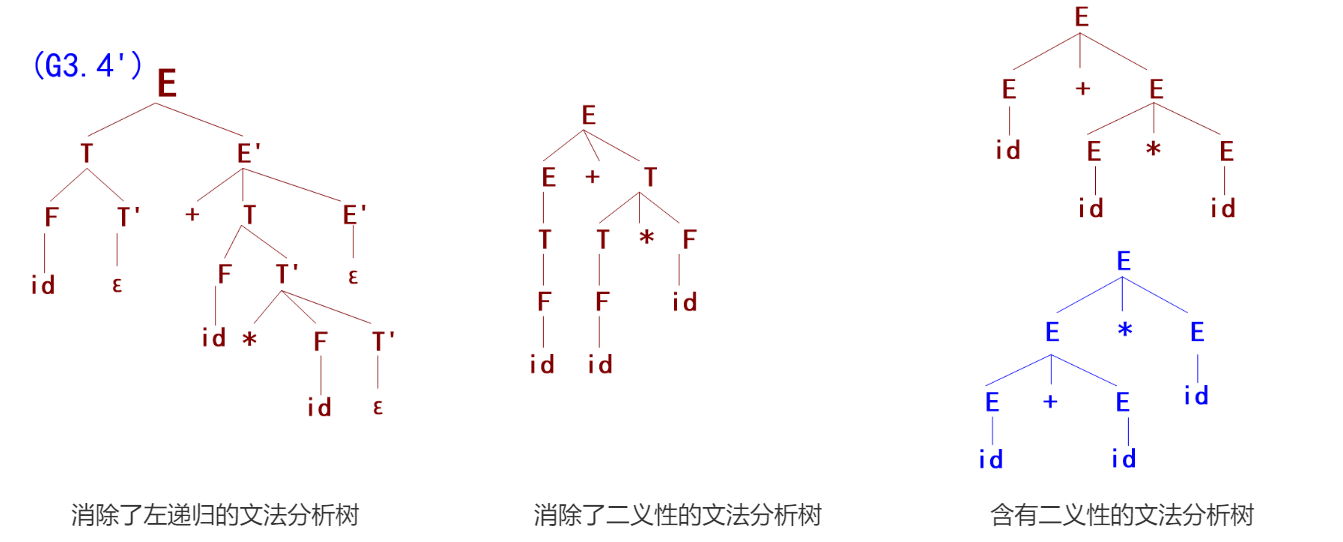 (G3.4')
E
T E'
F T' + T E'
id ε F T' ε
id * F T'
id ε
消除了左递归的文法分析树
E
E + T
T T * F
F F id
id id
消除了二义性的文法分析树
E
E + E
id E * E
id id
E
E * E
E + E id
id id
含有二义性的文法分析树